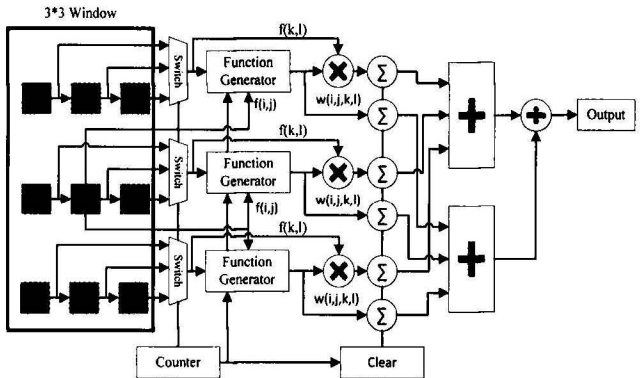 3*3 Window
f(k,l)
Switch
Function
Generator
w(i,j,k,l)
Σ
Σ
f(i,j)
f(k,l)
Switch
Function
Generator
w(i,j,k,l)
Σ
Σ
f(i,j)
f(k,l)
Switch
Function
Generator
w(i,j,k,l)
Σ
Σ
Output
Counter
Clear